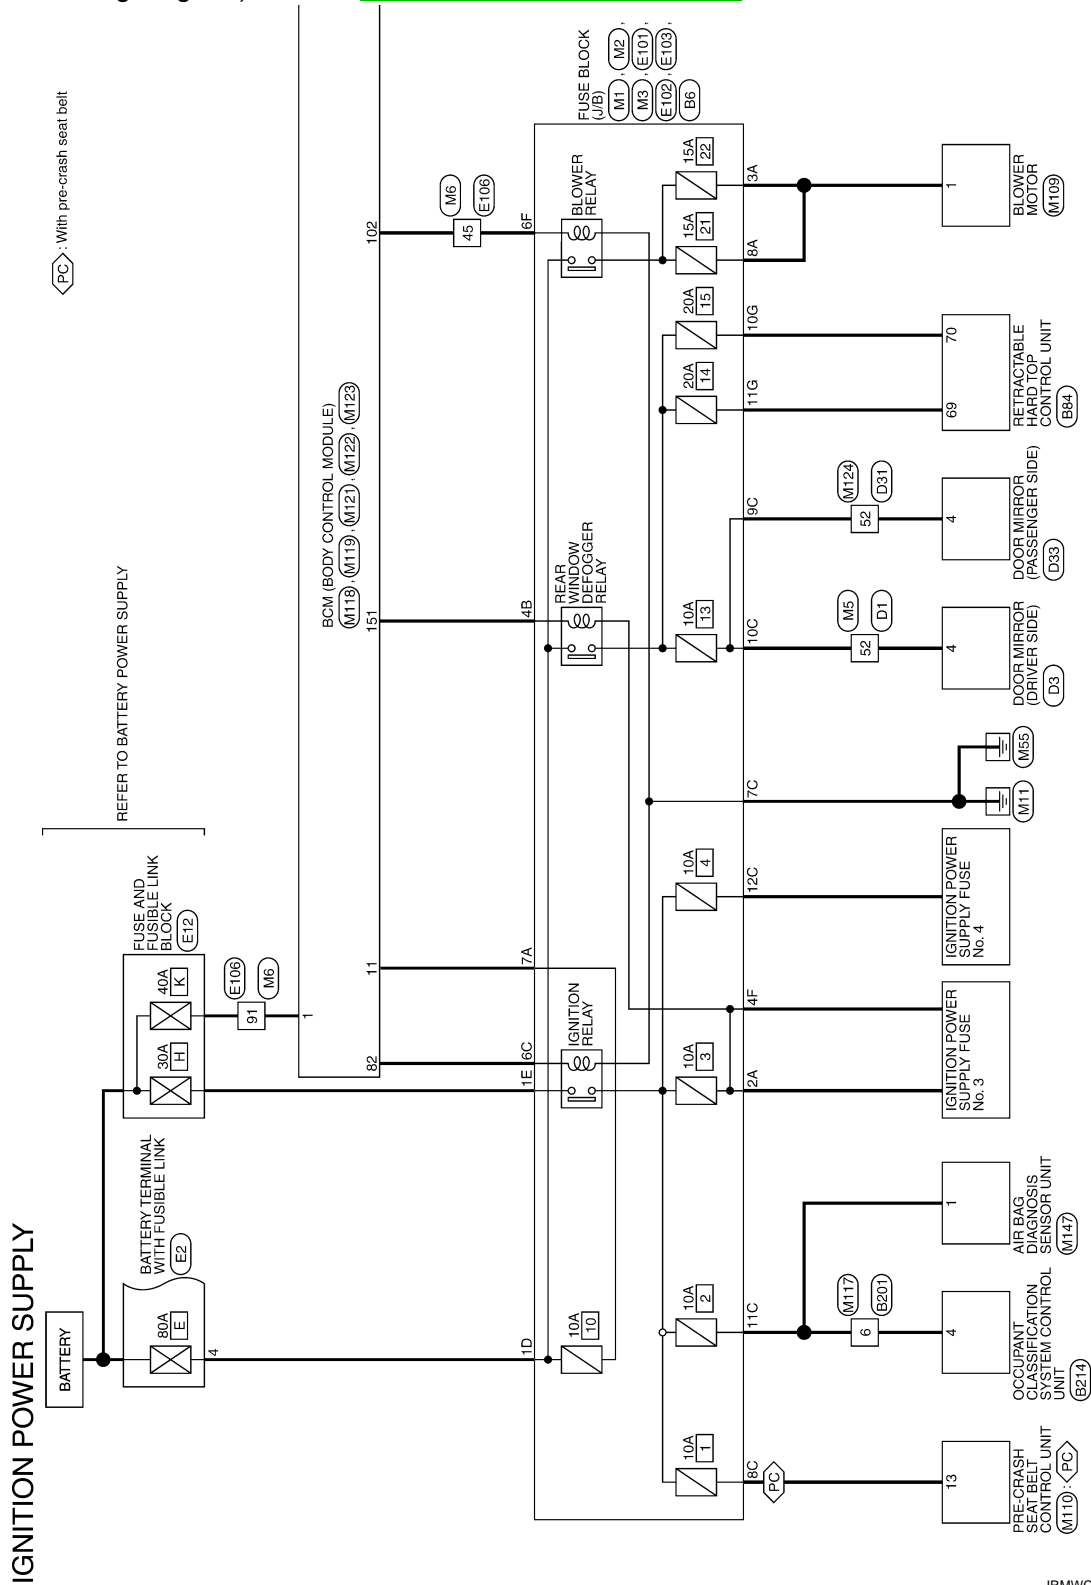 IGNITION POWER SUPPLY
BATTERY
REFER TO BATTERY POWER SUPPLY
PC : With pre-crash seat belt
BATTERY TERMINAL
WITH FUSIBLE LINK
E2
80A
E
4
FUSE AND
FUSIBLE LINK
BLOCK
E12
30A
H
40A
K
91
E106
M6
1
BCM (BODY CONTROL MODULE)
M118 , M119 , M121 , M122 , M123
82
11
151
102
45
M6
E106
1D
1E
6C
7A
4B
6F
FUSE BLOCK
(J/B)
M1 , M2 ,
M3 , E101 ,
E102 , E103 ,
B6
10A
10
IGNITION
RELAY
REAR
WINDOW
DEFOGGER
RELAY
BLOWER
RELAY
10A
1
10A
2
10A
3
10A
4
10A
13
20A
14
20A
15
15A
21
15A
22
8C
11C
2A
4F
12C
7C
10C
9C
11G
10G
8A
3A
PC
6
M117
B201
52
M5
D1
52
M124
D31
13
PRE-CRASH
SEAT BELT
CONTROL UNIT
M110 : PC
4
OCCUPANT
CLASSIFICATION
SYSTEM CONTROL
UNIT
B214
1
AIR BAG
DIAGNOSIS
SENSOR UNIT
M147
IGNITION POWER
SUPPLY FUSE
No. 3
IGNITION POWER
SUPPLY FUSE
No. 4
M11
M55
4
DOOR MIRROR
(DRIVER SIDE)
D3
4
DOOR MIRROR
(PASSENGER SIDE)
D33
69
70
RETRACTABLE
HARD TOP
CONTROL UNIT
B84
1
BLOWER
MOTOR
M109